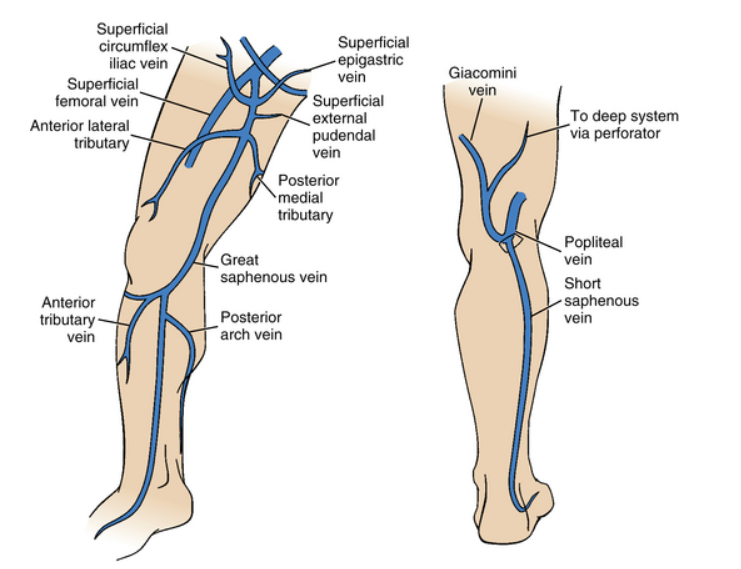 Superficial
circumflex
iliac vein
Superficial
femoral vein
Anterior lateral
tributary
Superficial
epigastric
vein
Superficial
external
pudendal
vein
Posterior
medial
tributary
Great
saphenous vein
Anterior
tributary
vein
Posterior
arch vein
Giacomini
vein
To deep system
via perforator
Popliteal
vein
Short
saphenous
vein